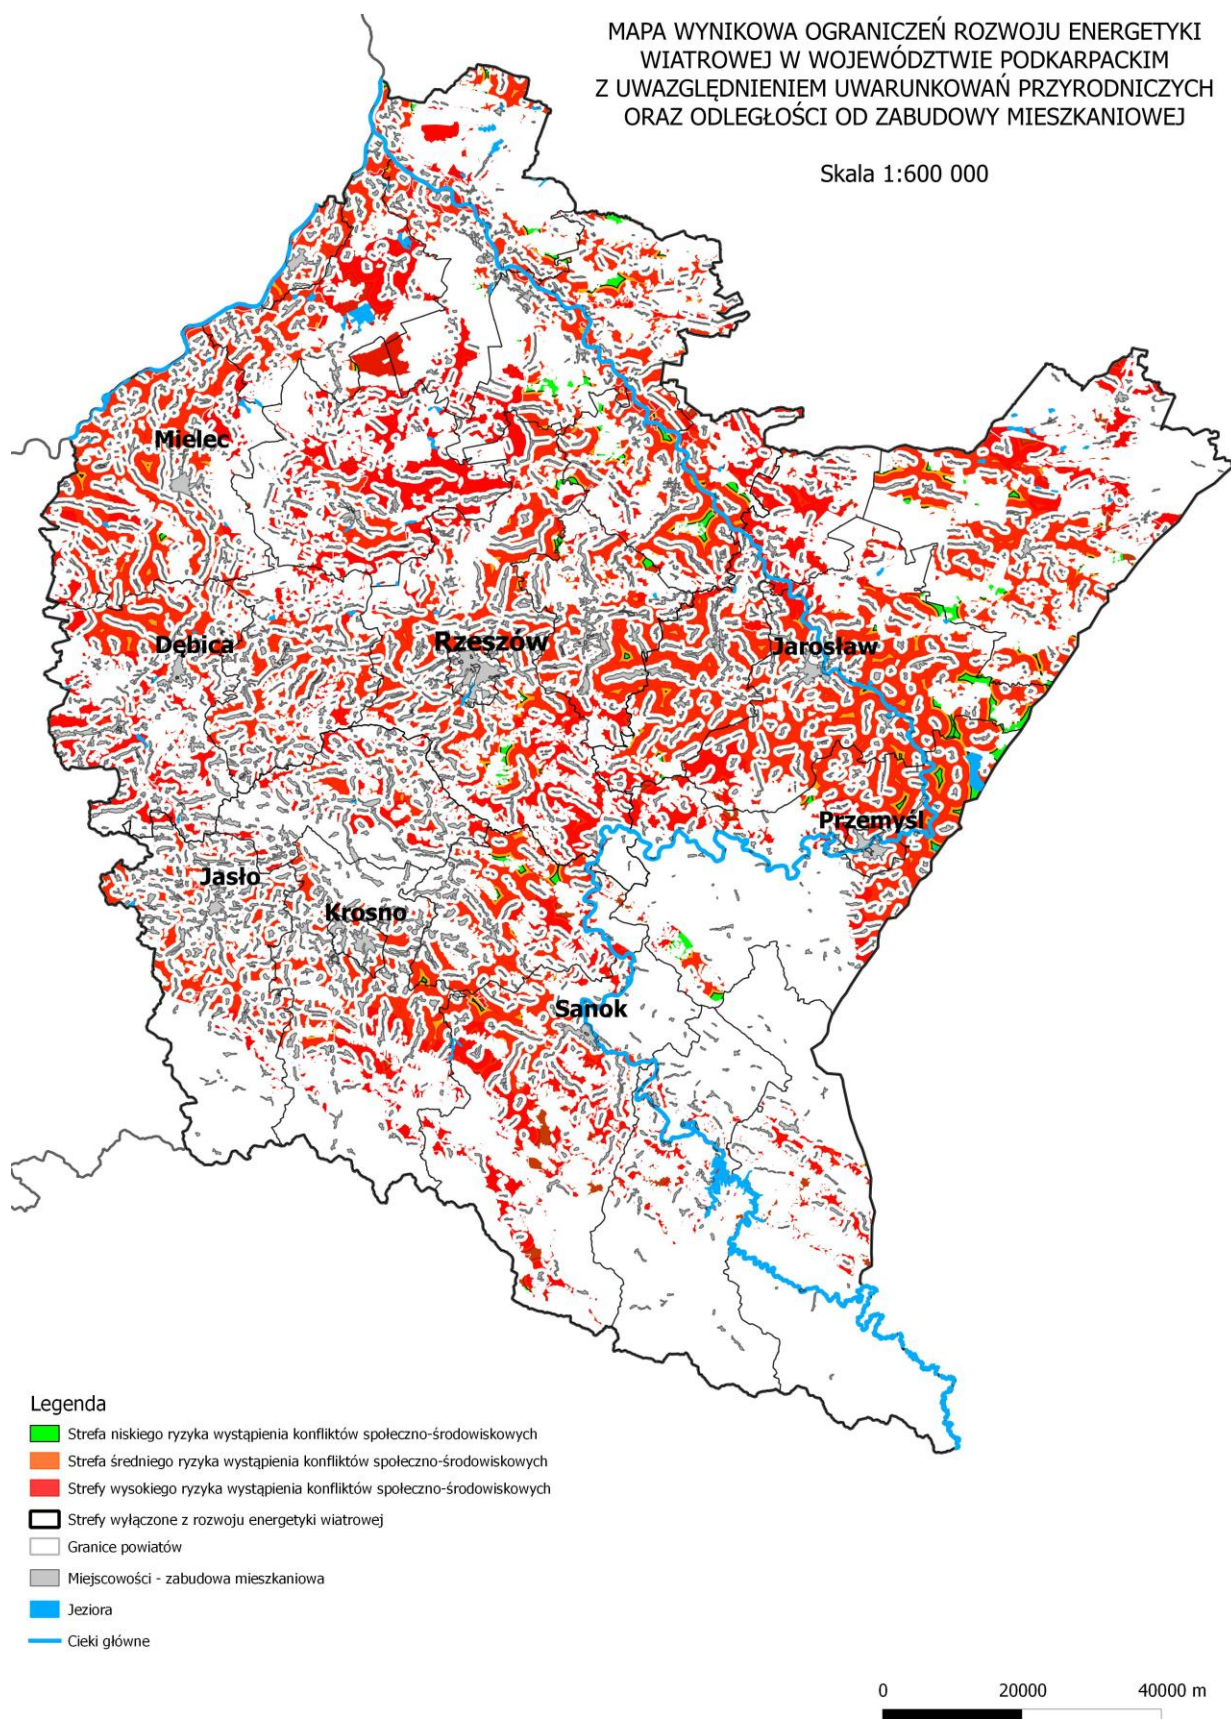 MAPA WYNIKOWA OGRANICZEŃ ROZWOJU ENERGETYKI
WIATROWEJ W WOJEWÓDZTWIE PODKARPACKIM
Z UWAZGLĘDNIENIEM UWARUNKOWAŃ PRZYRODNICZYCH
ORAZ ODLEGŁOŚCI OD ZABUDOWY MIESZKANIOWEJ
Skala 1:600 000
Mielec
Dębica
Rzeszów
Jarosław
Przemyśl
Jasło
Krosno
Sanok
Legenda
Strefa niskiego ryzyka wystąpienia konfliktów społeczno-środowiskowych
Strefa średniego ryzyka wystąpienia konfliktów społeczno-środowiskowych
Strefy wysokiego ryzyka wystąpienia konfliktów społeczno-środowiskowych
Strefy wyłączone z rozwoju energetyki wiatrowej
Granice powiatów
Miejscowości - zabudowa mieszkaniowa
Jeziora
Cieki główne
0 20000 40000 m